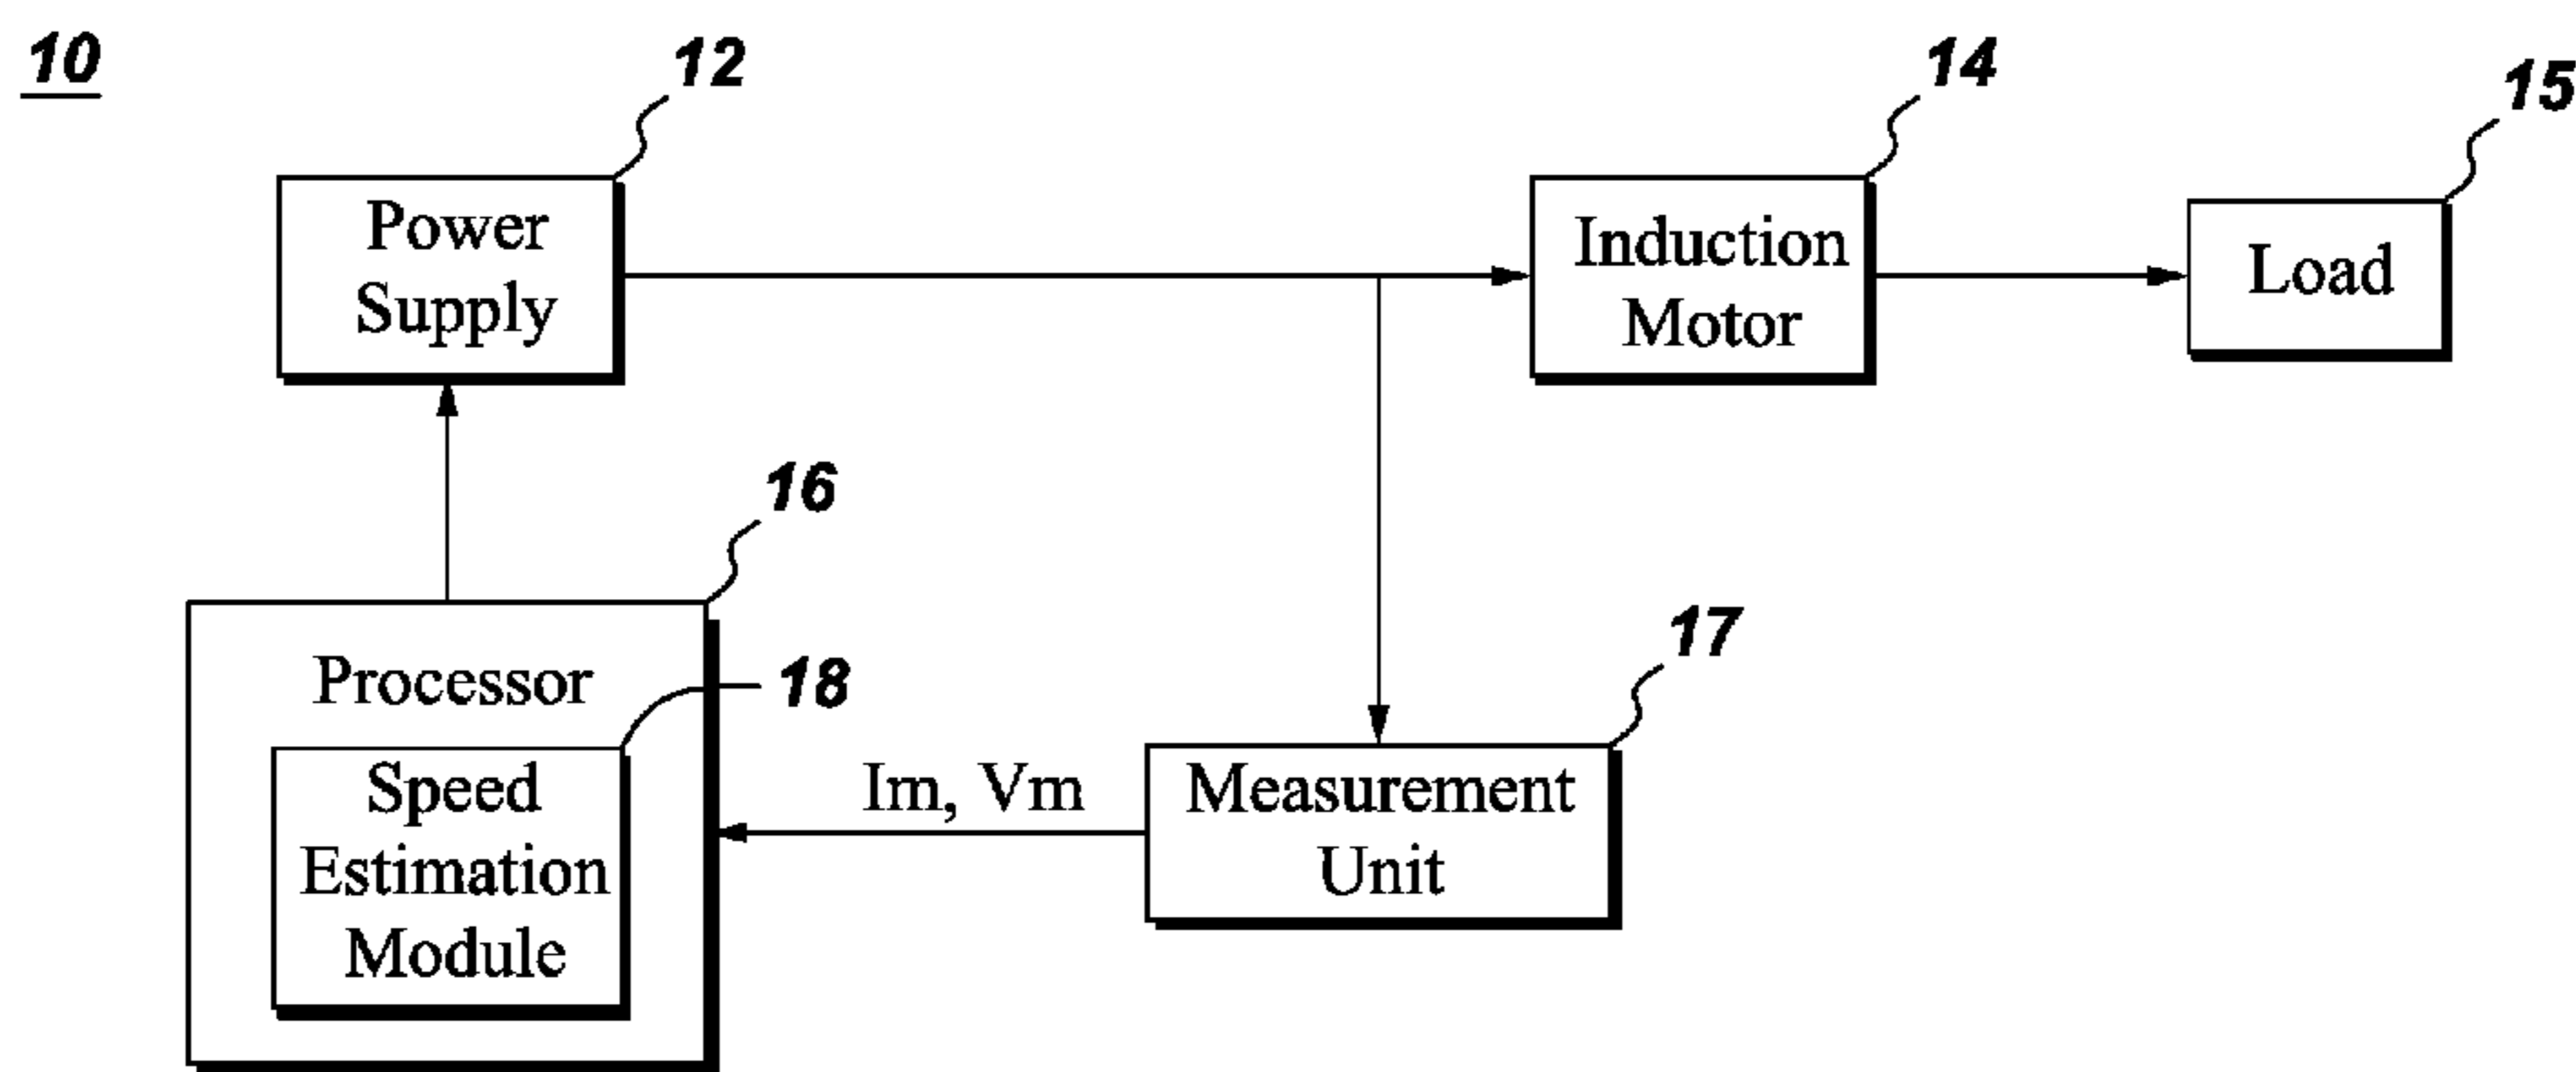 10
12
14
15
Power
Supply
Induction
Motor
Load
16
Processor
18
Speed
Estimation
Module
Im, Vm
17
Measurement
Unit